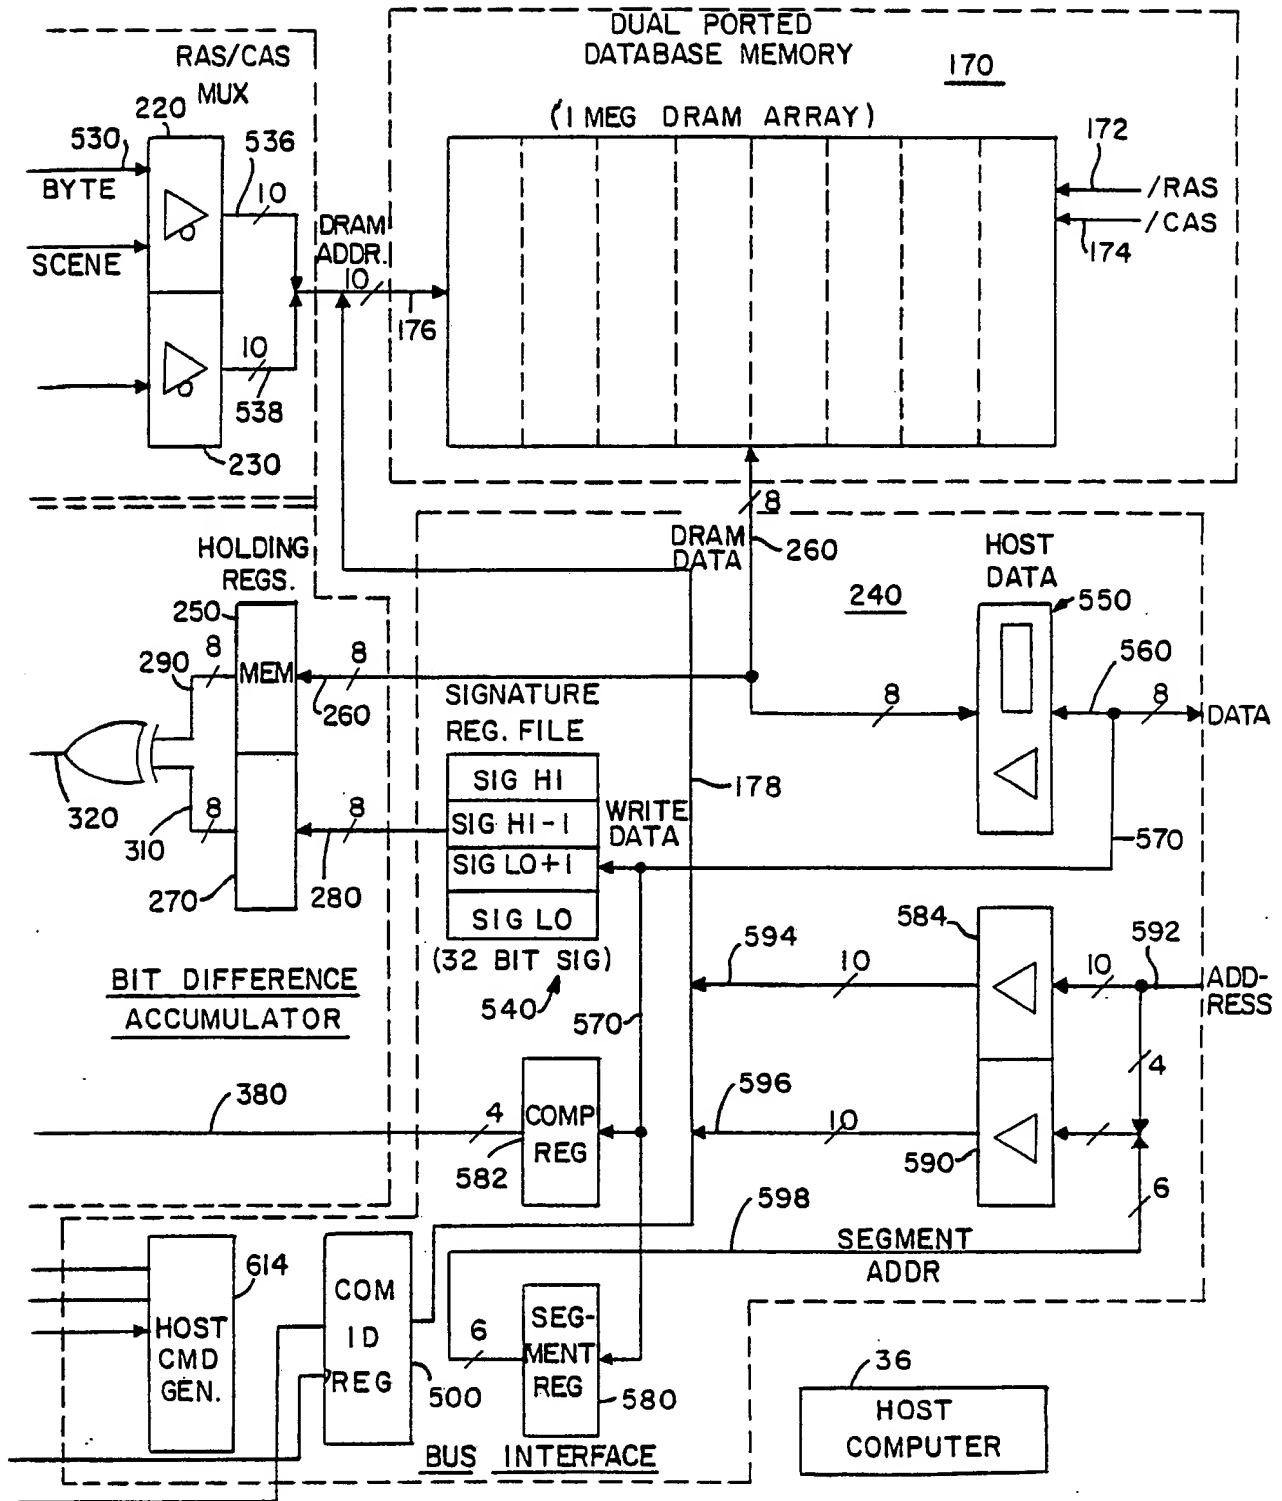 DUAL PORTED
DATABASE MEMORY
170
(1 MEG DRAM ARRAY)
RAS/CAS
MUX
220
530
536
BYTE
10
SCENE
DRAM
ADDR.
10
176
10
538
230
172
/RAS
/CAS
174
8
DRAM
DATA
260
HOST
DATA
240
550
HOLDING
REGS.
250
8
290
MEM
8
260
SIGNATURE
REG. FILE
8
560
8
DATA
SIG HI
SIG HI-1
SIG LO+1
SIG LO
(32 BIT SIG)
540
WRITE
DATA
178
570
320
310
8
8
270
280
584
592
594
10
10
ADD-
RESS
BIT DIFFERENCE
ACCUMULATOR
570
4
380
4
COMP
REG
582
596
10
590
6
598
SEGMENT
ADDR
614
HOST
CMD
GEN.
COM
ID
REG
500
6
SEG-
MENT
REG
580
36
HOST
COMPUTER
BUS INTERFACE